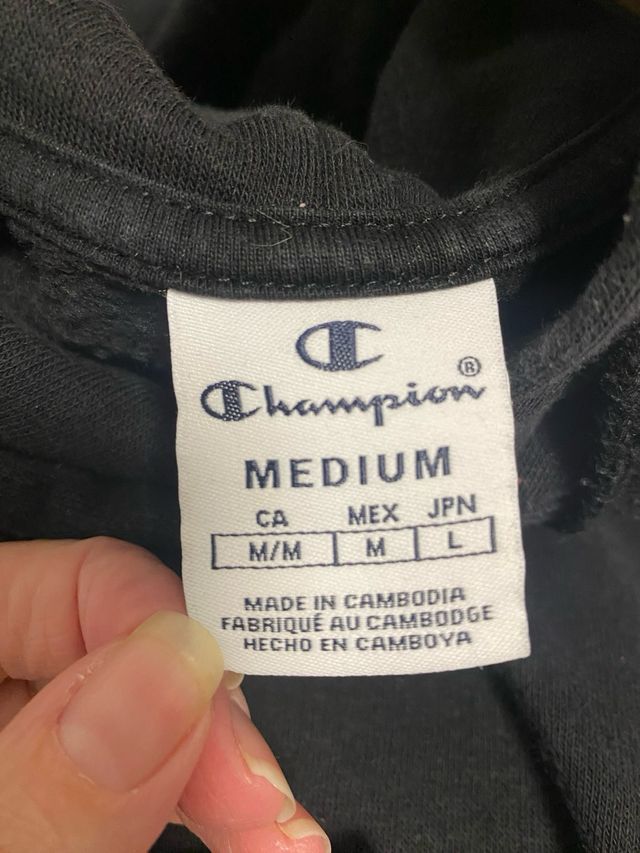 Champion®
MEDIUM
CA MEX JPN
M/M M L
MADE IN CAMBODIA
FABRIQUÉ AU CAMBODGE
HECHO EN CAMBOYA